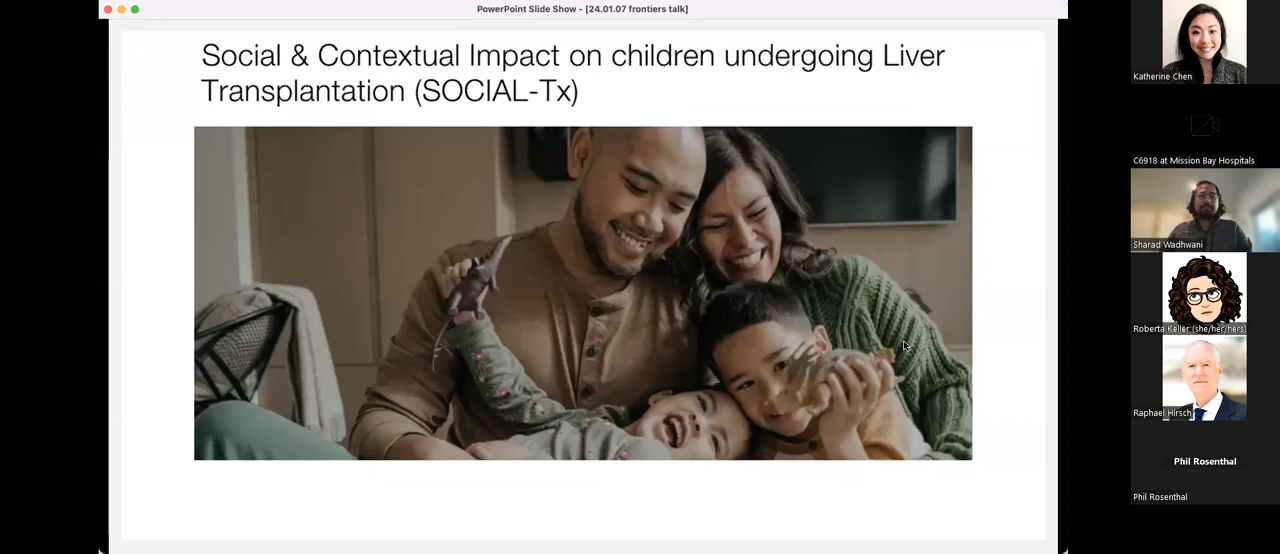 PowerPoint Slide Show - [24.01.07 frontiers talk]
Social & Contextual Impact on children undergoing Liver
Transplantation (SOCIAL-Tx)
Katherine Chen
C6918 at Mission Bay Hospitals
Sharad Wadhwani
Roberta Keller (she/her/hers)
Raphael Hirsch
Phil Rosenthal
Phil Rosenthal